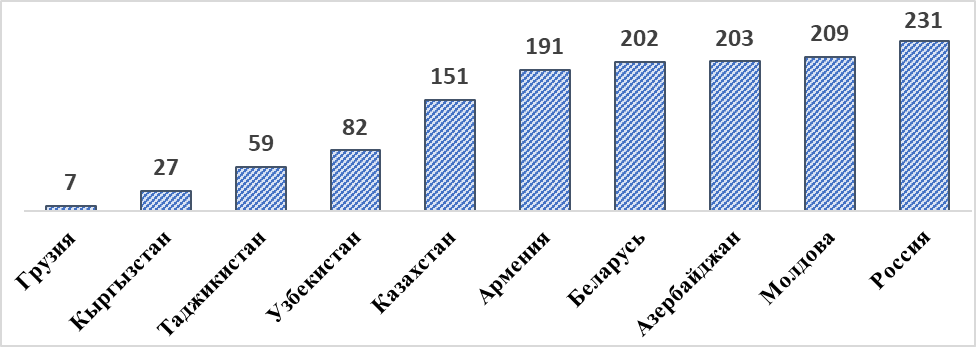 7
27
59
82
151
191
202
203
209
231
Грузия
Кыргызстан
Таджикистан
Узбекистан
Казахстан
Армения
Беларусь
Азербайджан
Молдова
Россия